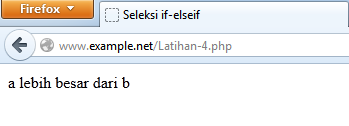 Firefox
Seleksi if-elseif
www.example.net/Latihan-4.php
a lebih besar dari b